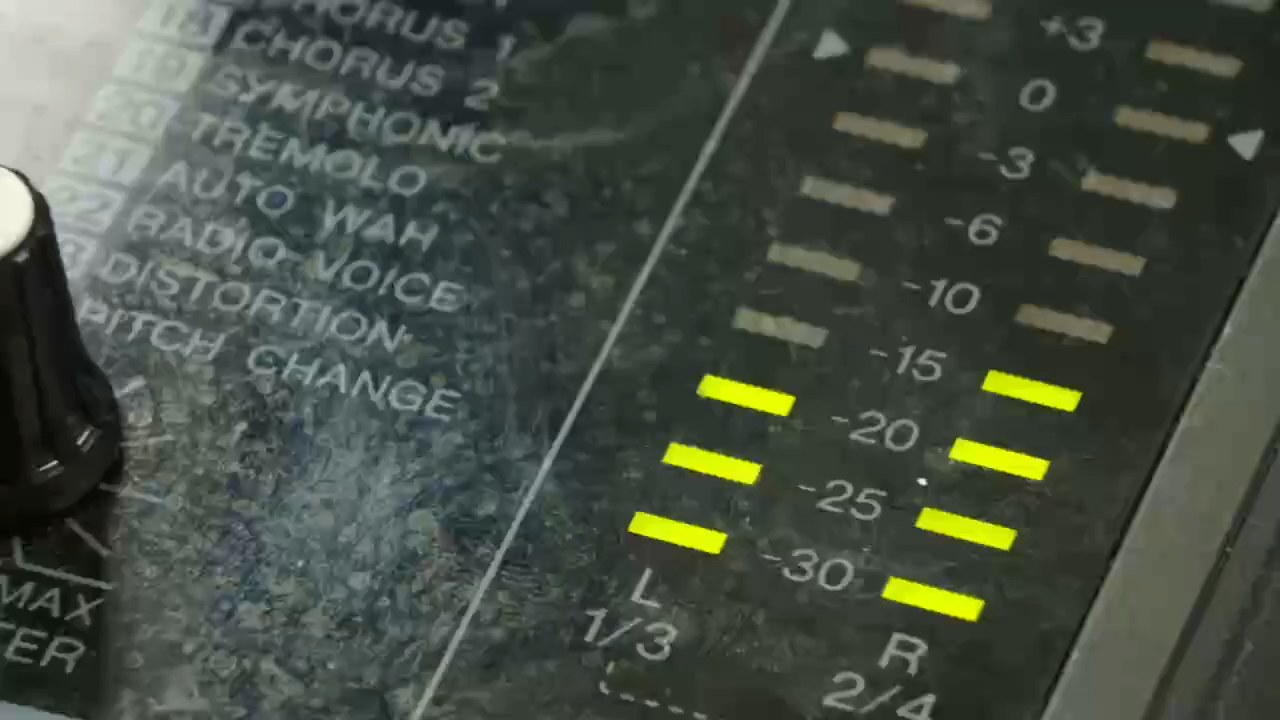 CHORUS 1
CHORUS 2
SYMPHONIC
TREMOLO
AUTO WAH
RADIO VOICE
DISTORTION
PITCH CHANGE
MAX
+3
0
-3
-6
-10
-15
-20
-25
-30
L
1/3
R
2/4